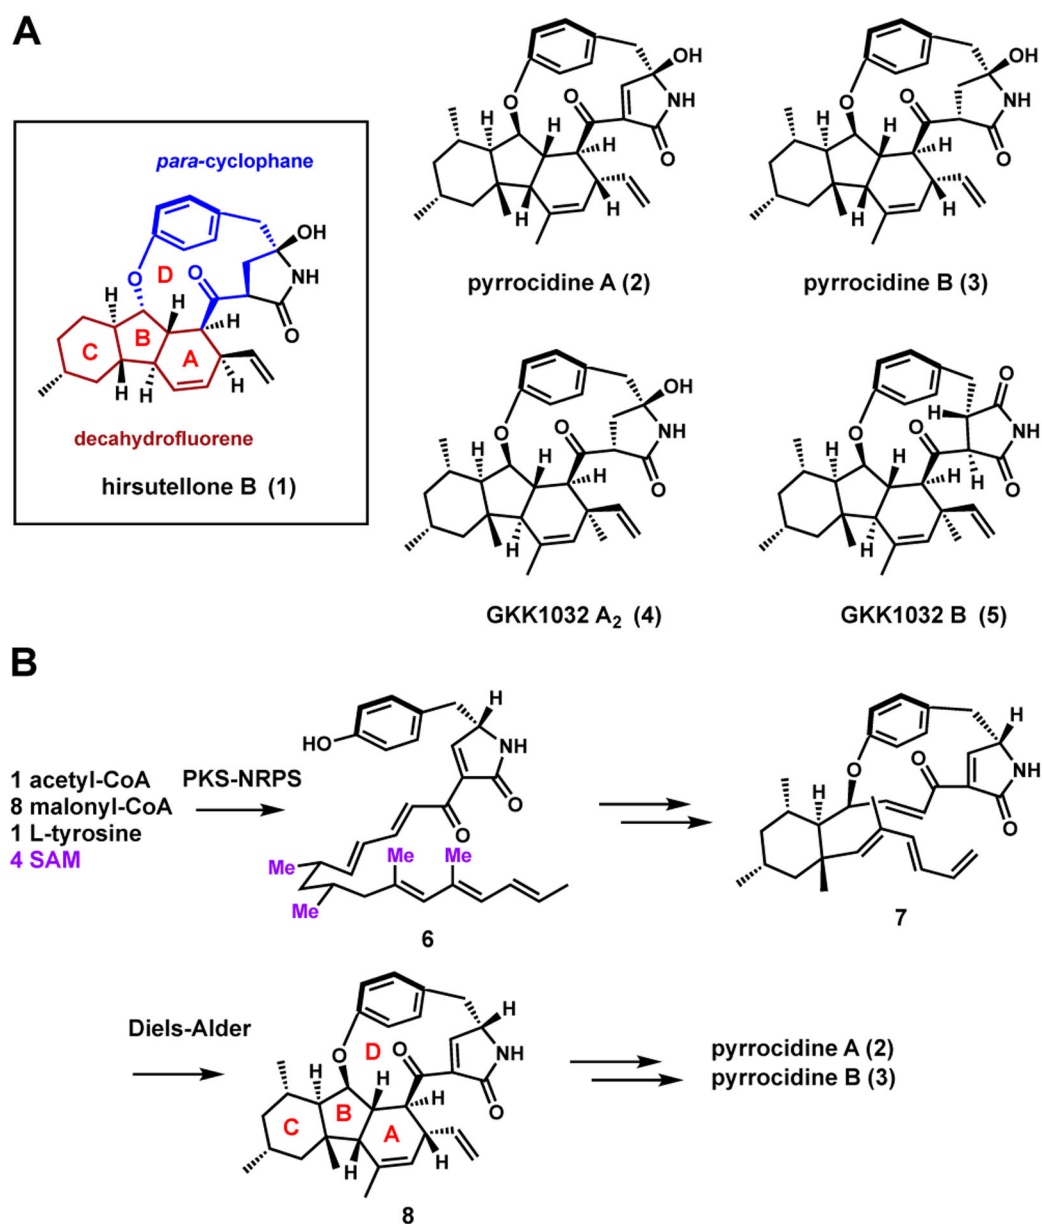 A
para-cyclophane
OH
NH
O
O
O
D
H
H
H
B
C
A
H
H
H
decahydrofluorene
hirsutellone B (1)
OH
NH
O
O
O
H
H
H
H
H
pyrrocidine A (2)
OH
NH
O
O
O
H
H
H
H
H
pyrrocidine B (3)
OH
NH
O
O
O
H
H
H
H
GKK1032 A2 (4)
O
H
NH
O
O
O
H
H
H
H
H
GKK1032 B (5)
B
1 acetyl-CoA
8 malonyl-CoA
1 L-tyrosine
4 SAM
PKS-NRPS
H
HO
NH
O
O
Me
Me
Me
Me
6
H
NH
O
O
O
H
7
Diels-Alder
H
NH
O
O
O
D
H
H
H
B
C
A
H
H
8
pyrrocidine A (2)
pyrrocidine B (3)